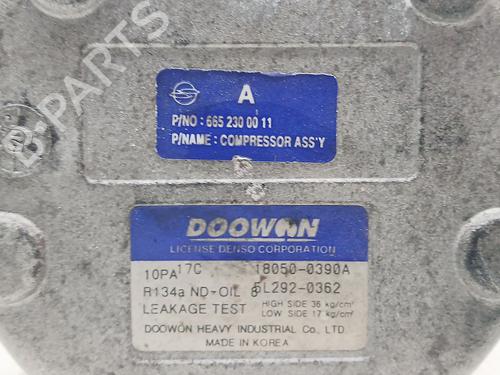 B-PARTS
A
P/NO : 665 230 00 11
P/NAME : COMPRESSOR ASS'Y
DOOWON
LICENSE DENSO CORPORATION
10PA17C 18050-0390A
R134a ND-OIL 8 5L292-0362
LEAKAGE TEST HIGH SIDE 36 kg/cm²
LOW SIDE 17 kg/cm²
DOOWON HEAVY INDUSTRIAL Co., LTD.
MADE IN KOREA